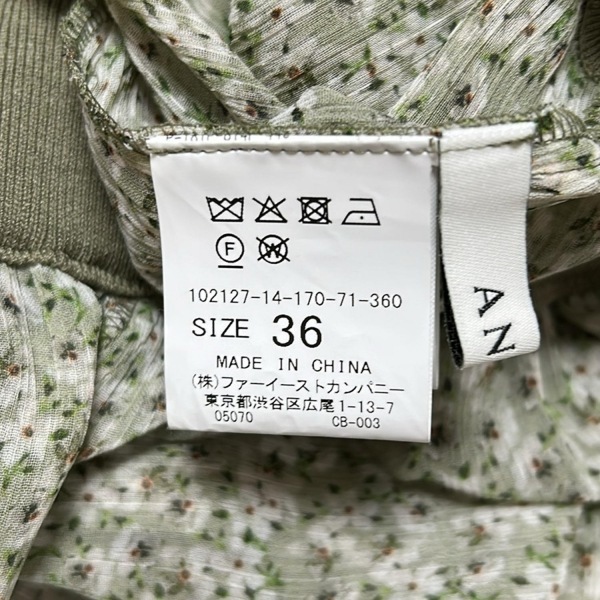 F W
102127-14-170-71-360
SIZE 36
MADE IN CHINA
(株)ファーイーストカンパニー
東京都渋谷区広尾1-13-7
05070 CB-003
AN